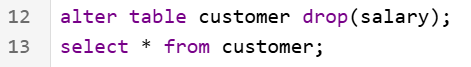 12 alter table customer drop(salary);
13 select * from customer;